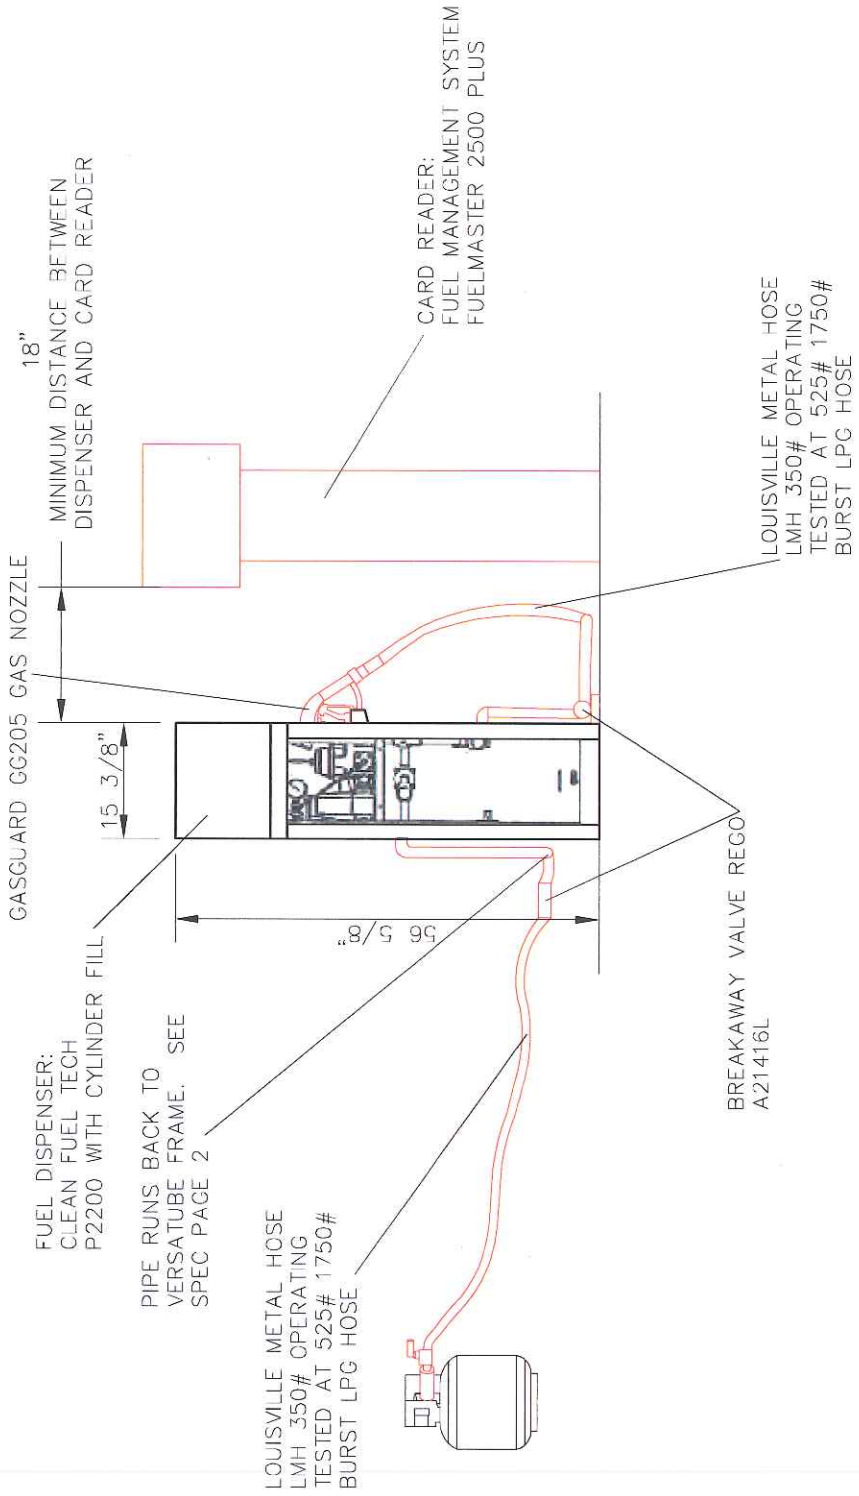 FUEL DISPENSER:
CLEAN FUEL TECH
P2200 WITH CYLINDER FILL
PIPE RUNS BACK TO
VERSATUBE FRAME. SEE
SPEC PAGE 2
LOUISVILLE METAL HOSE
LMH 350# OPERATING
TESTED AT 525# 1750#
BURST LPG HOSE
GASGUARD GG205 GAS NOZZLE
15 3/8"
56
5/8"
18"
MINIMUM DISTANCE BETWEEN
DISPENSER AND CARD READER
CARD READER:
FUEL MANAGEMENT SYSTEM
FUELMASTER 2500 PLUS
BREAKAWAY VALVE REGO
A21416L
LOUISVILLE METAL HOSE
LMH 350# OPERATING
TESTED AT 525# 1750#
BURST LPG HOSE